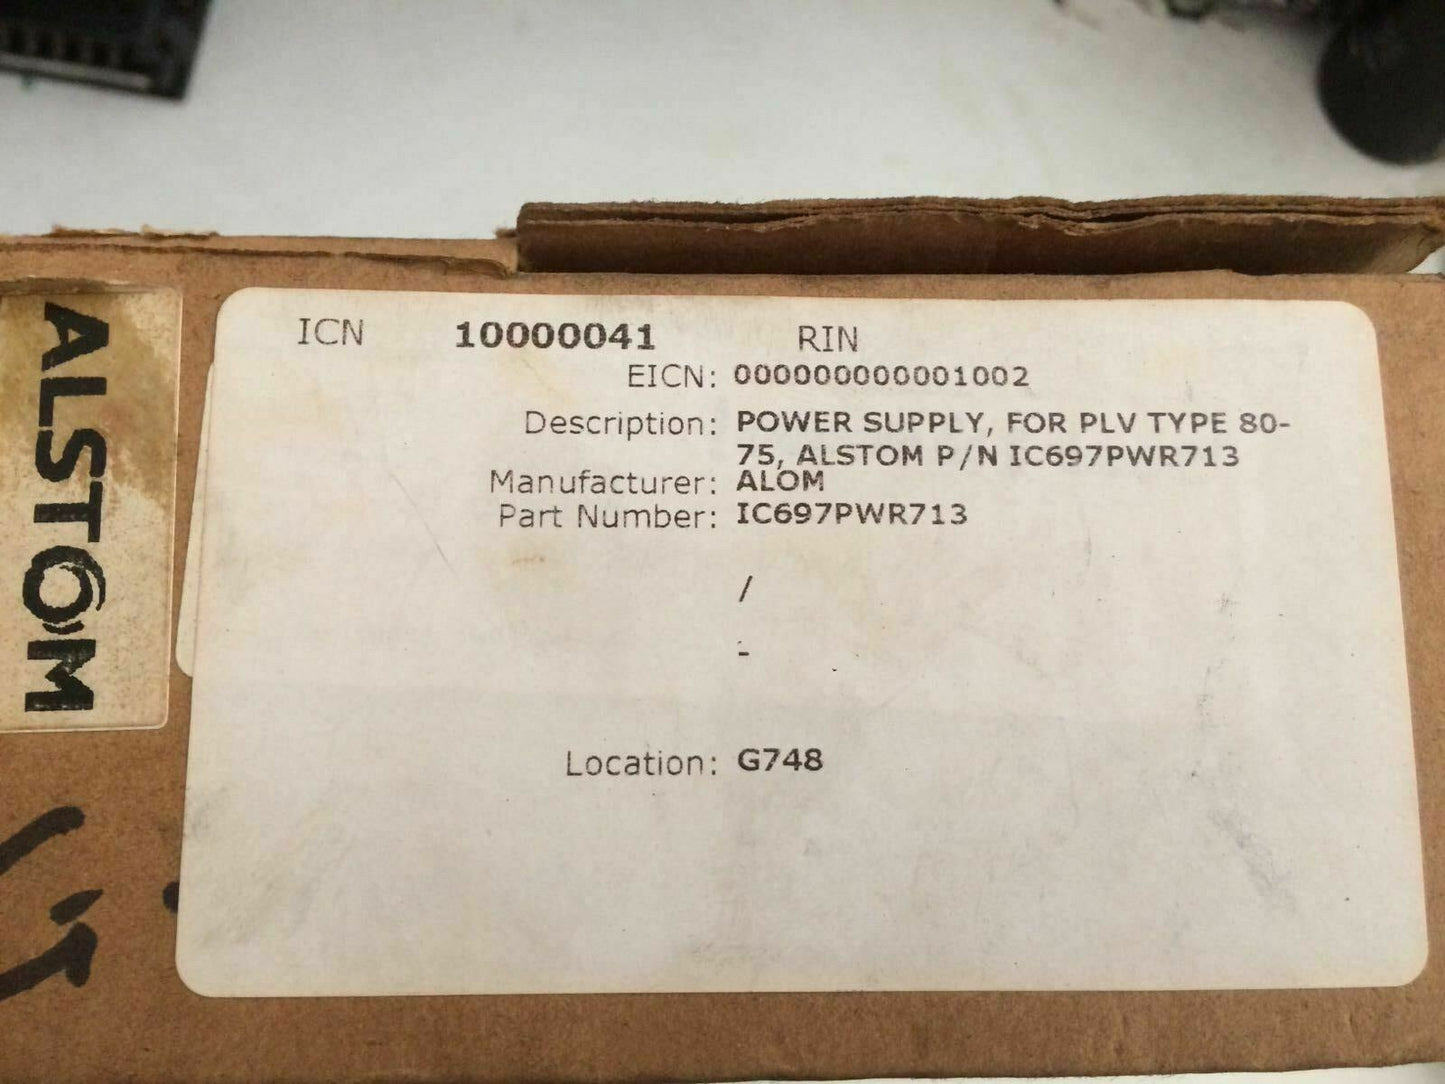 ALSTOM
ICN 10000041 RIN
EICN: 000000000001002
Description: POWER SUPPLY, FOR PLV TYPE 80-
75, ALSTOM P/N IC697PWR713
Manufacturer: ALOM
Part Number: IC697PWR713
/
-
Location: G748